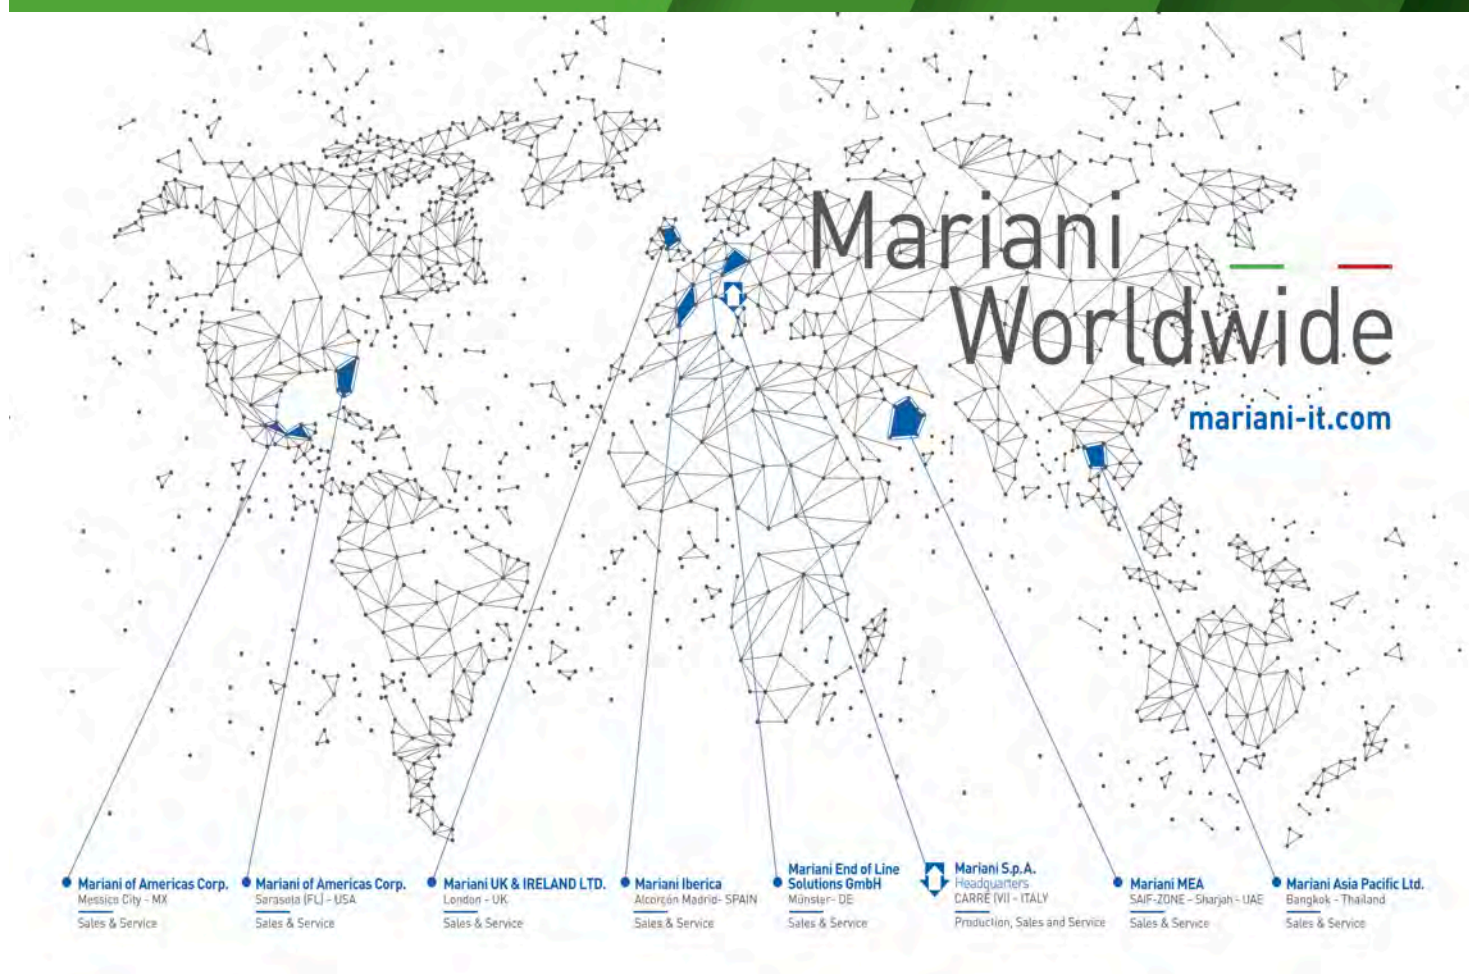 Mariani
Worldwide
mariani-it.com
Mariani of Americas Corp.
Messico City - MX
Sales & Service
Mariani of Americas Corp.
Sarasola (FL) - USA
Sales & Service
Mariani UK & IRELAND LTD.
London - UK
Sales & Service
Mariani Iberica
Alcorçón Madrid- SPAIN
Sales & Service
Mariani End of Line
Solutions GmbH
Münster- DE
Sales & Service
Mariani S.p.A.
Headquarters
CARRÈ (VI) - ITALY
Production, Sales and Service
Mariani MEA
SAIF-ZONE - Sharjah - UAE
Sales & Service
Mariani Asia Pacific Ltd.
Bangkok - Thailand
Sales & Service